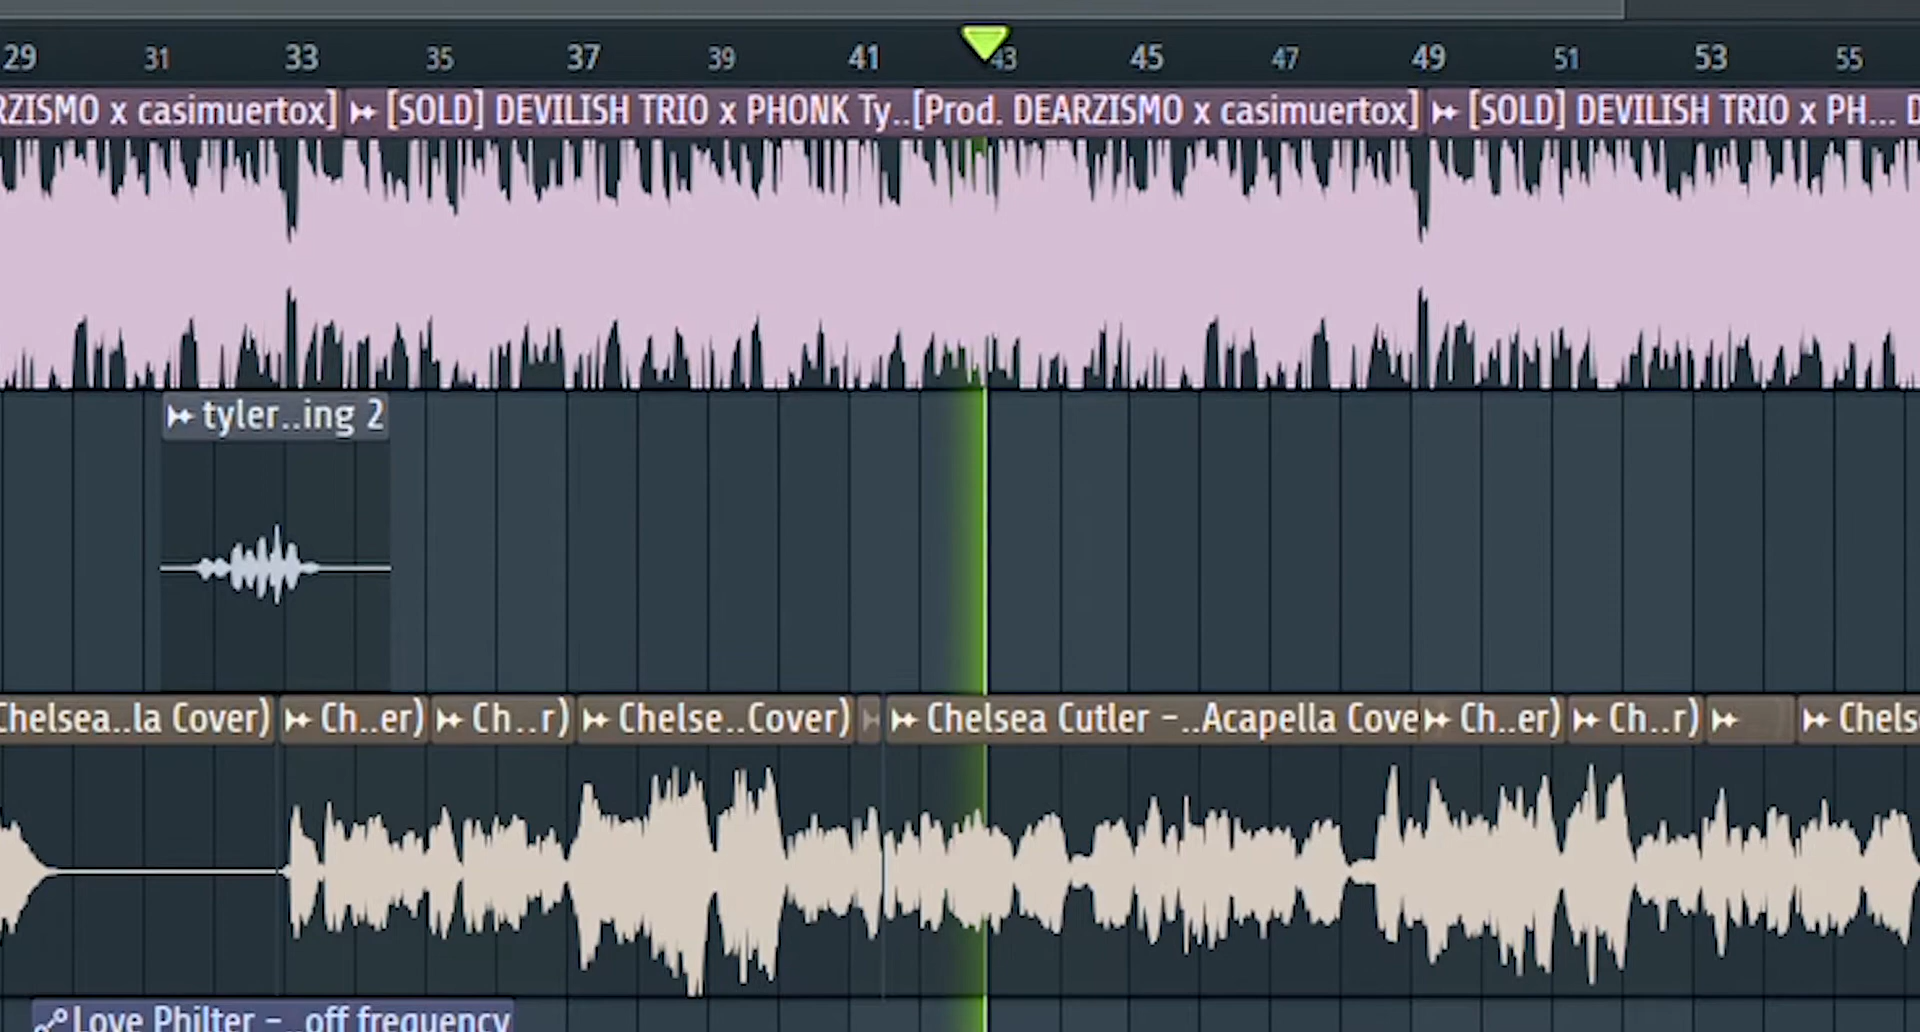 29 31 33 35 37 39 41 43 45 47 49 51 53 55
RZISMO x casimuertox] [SOLD] DEVILISH TRIO x PHONK Ty..[Prod. DEARZISMO x casimuertox] [SOLD] DEVILISH TRIO x PH... D
tyler..ing 2
Chelsea..la Cover) Ch..er) Ch..r) Chelse..Cover) Chelsea Cutler -..Acapella Cove Ch..er) Ch..r) Chels
Love Philter - ..off frequency